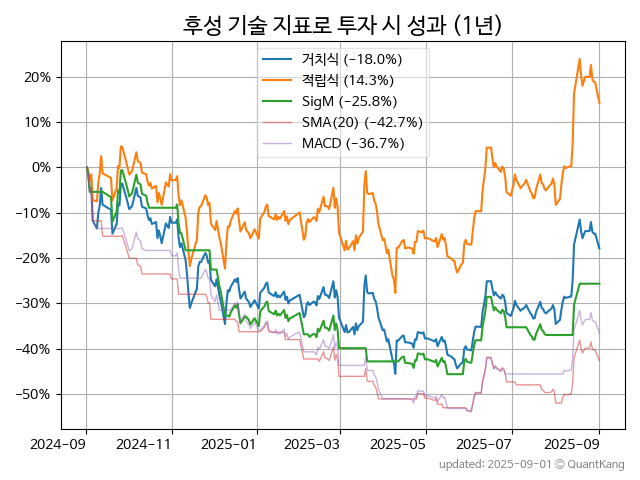 후성 기술 지표로 투자 시 성과 (1년)
거치식 (−18.0%)
적립식 (14.3%)
SigM (−25.8%)
SMA(20) (−42.7%)
MACD (−36.7%)
20%
10%
0%
−10%
−20%
−30%
−40%
−50%
2024-09 2024-11 2025-01 2025-03 2025-05 2025-07 2025-09
updated: 2025-09-01 © QuantKang